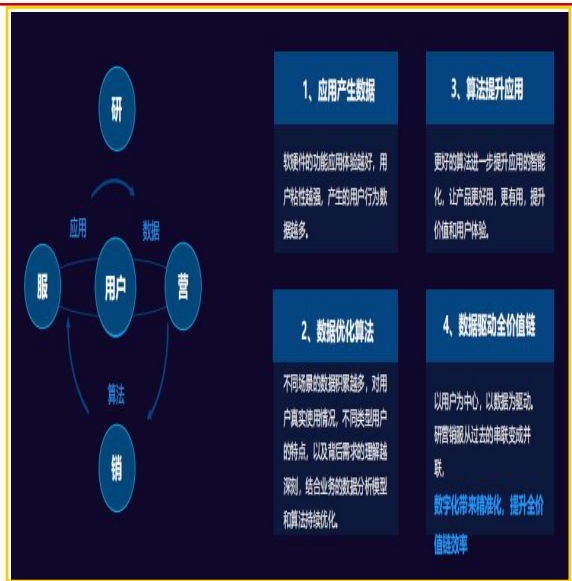 研
应用
数据
服
用户
营
算法
销
1、应用产生数据
软硬件的功能应用体验越好，用
户粘性越强，产生的用户行为数
据越多。
2、数据优化算法
不同场景的数据积累越多，对用
户真实使用情况，不同类型用户
的特点，以及背后需求的理解越
深刻，结合业务的数据分析模型
和算法持续优化。
3、算法提升应用
更好的算法进一步提升应用的智能
化，让产品更好用，更有用，提升
价值和用户体验。
4、数据驱动全价值链
以用户为中心，以数据为驱动。
研营销服从过去的串联变成并
联，
数字化带来精准化，提升全价
值链效率